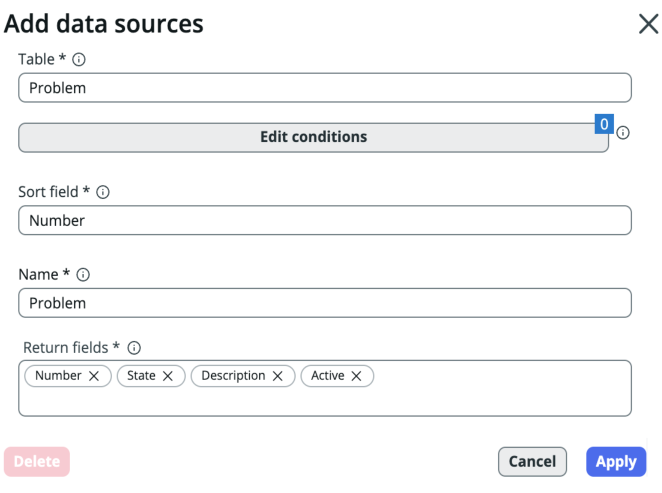 Add data sources
Table *
Problem
Edit conditions
0
Sort field *
Number
Name *
Problem
Return fields *
Number State Description Active
Delete Cancel Apply